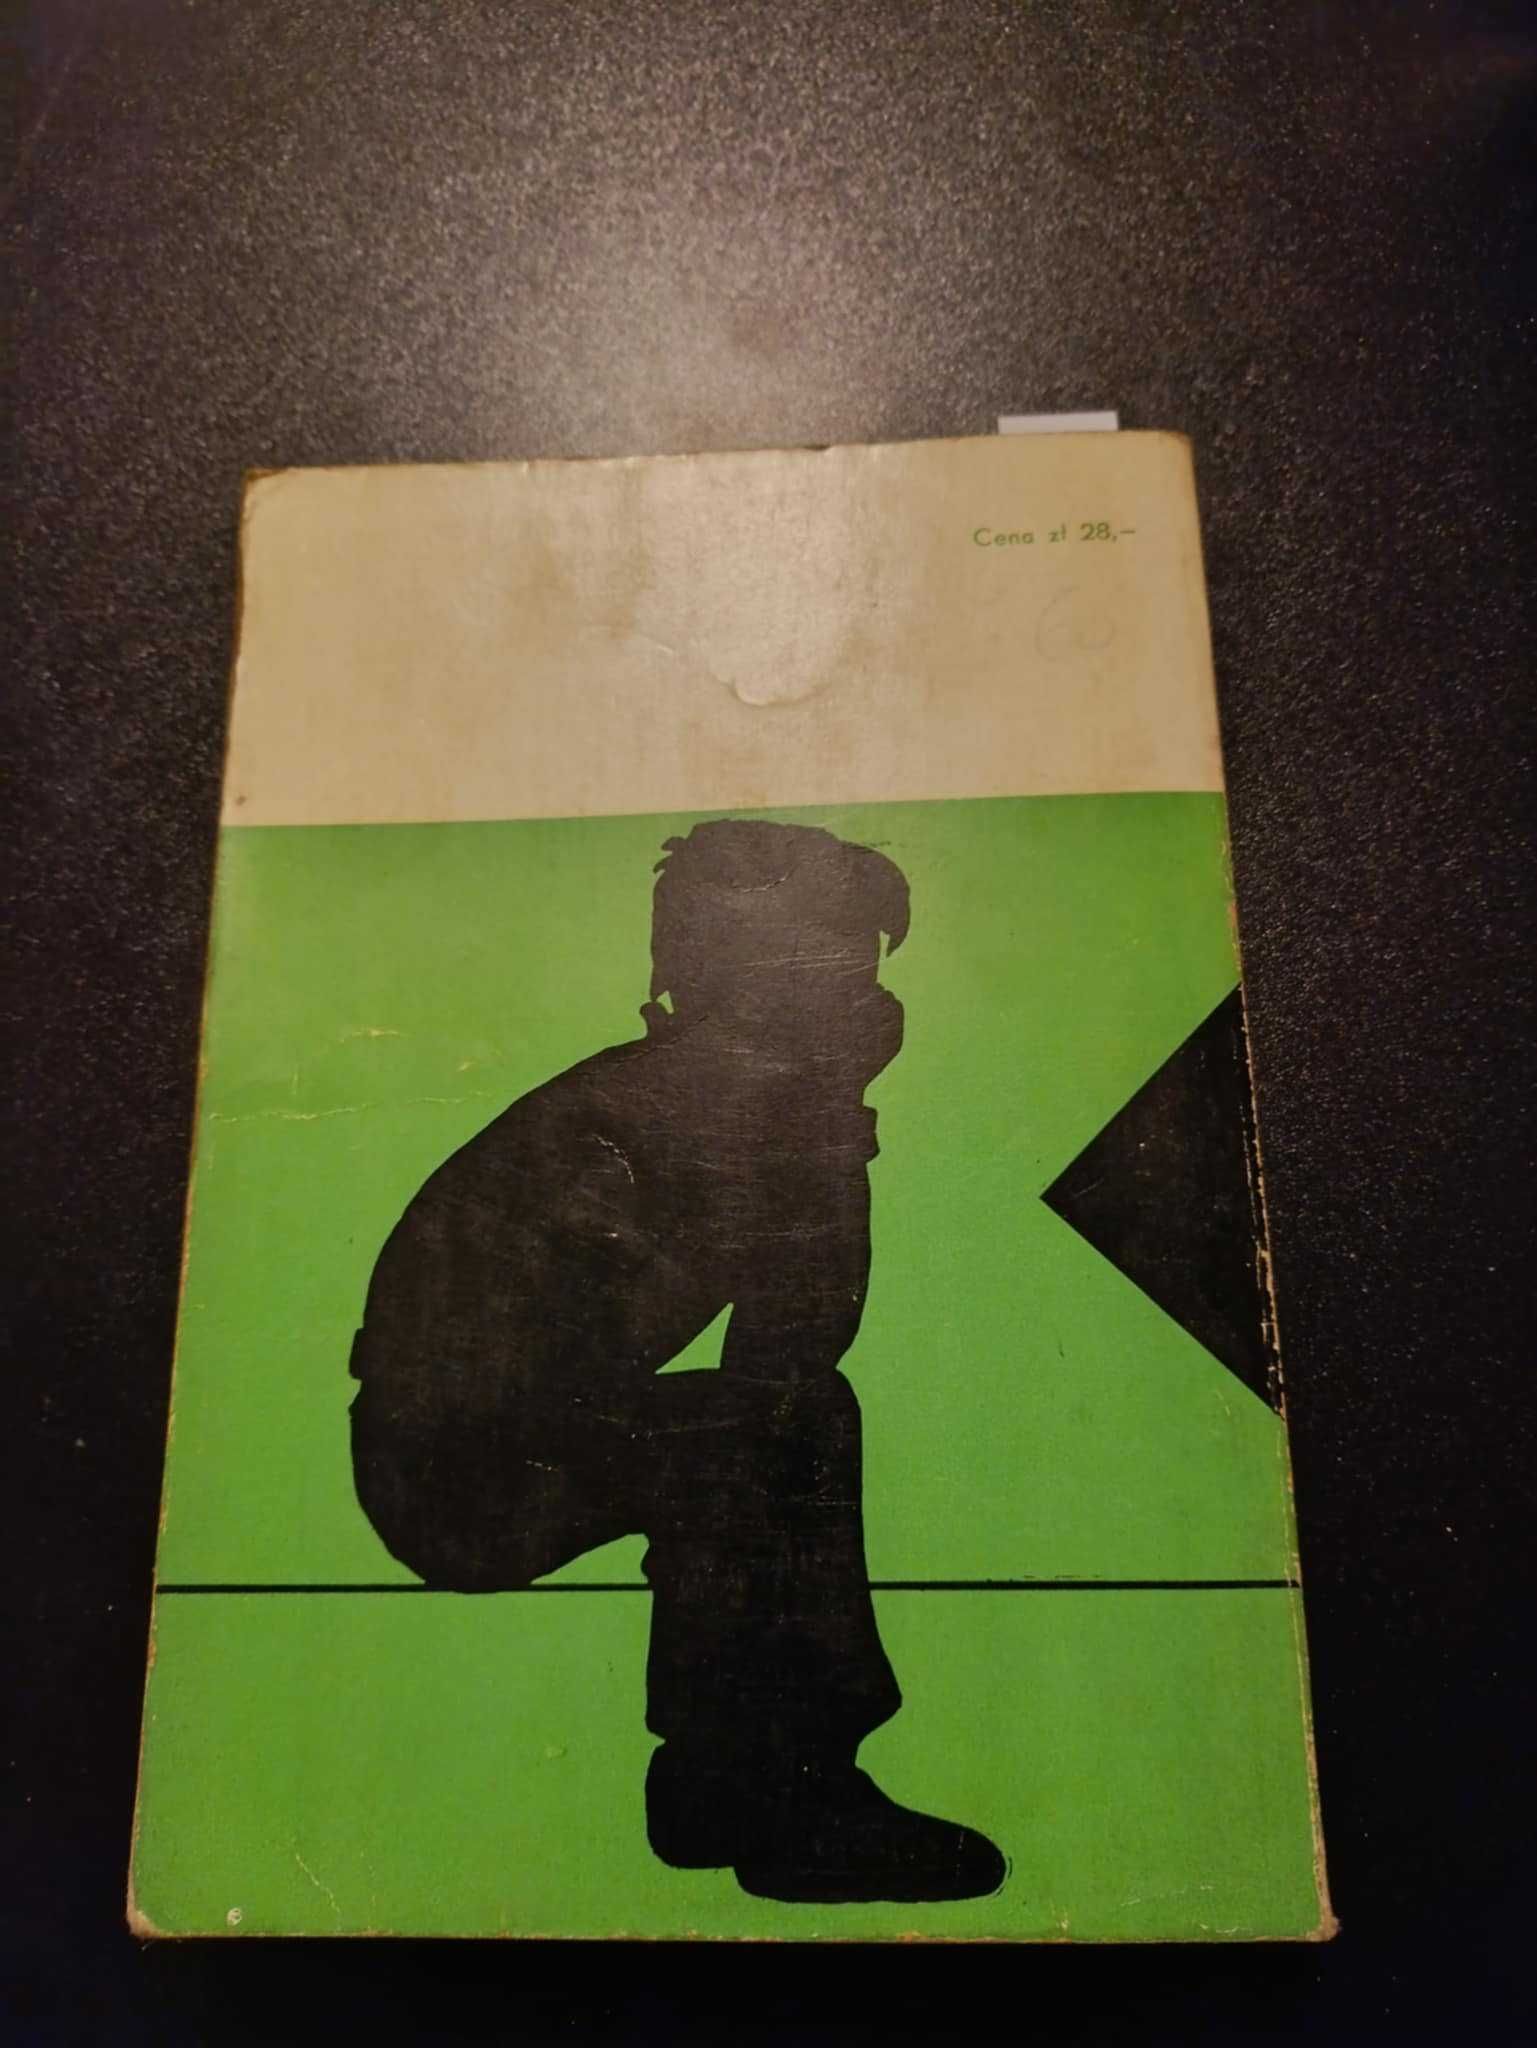 Cena zł 28,—